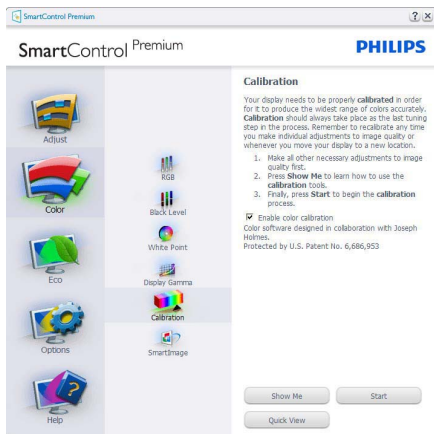 SmartControl Premium
SmartControl Premium
PHILIPS
Adjust
Color
Eco
Options
Help
RGB
Black Level
White Point
Display Gamma
Calibration
SmartImage
Calibration
Your display needs to be properly calibrated in order
for it to produce the widest range of colors accurately.
Calibration should always take place as the last tuning
step in the process. Remember to recalibrate any time
you make individual adjustments to image quality or
whenever you move your display to a new location.
1. Make all other necessary adjustments to image
quality first.
2. Press Show Me to learn how to use the
calibration tools.
3. Finally, press Start to begin the calibration
process.
Enable color calibration
Color software designed in collaboration with Joseph
Holmes.
Protected by U.S. Patent No. 6,686,953
Show Me
Start
Quick View